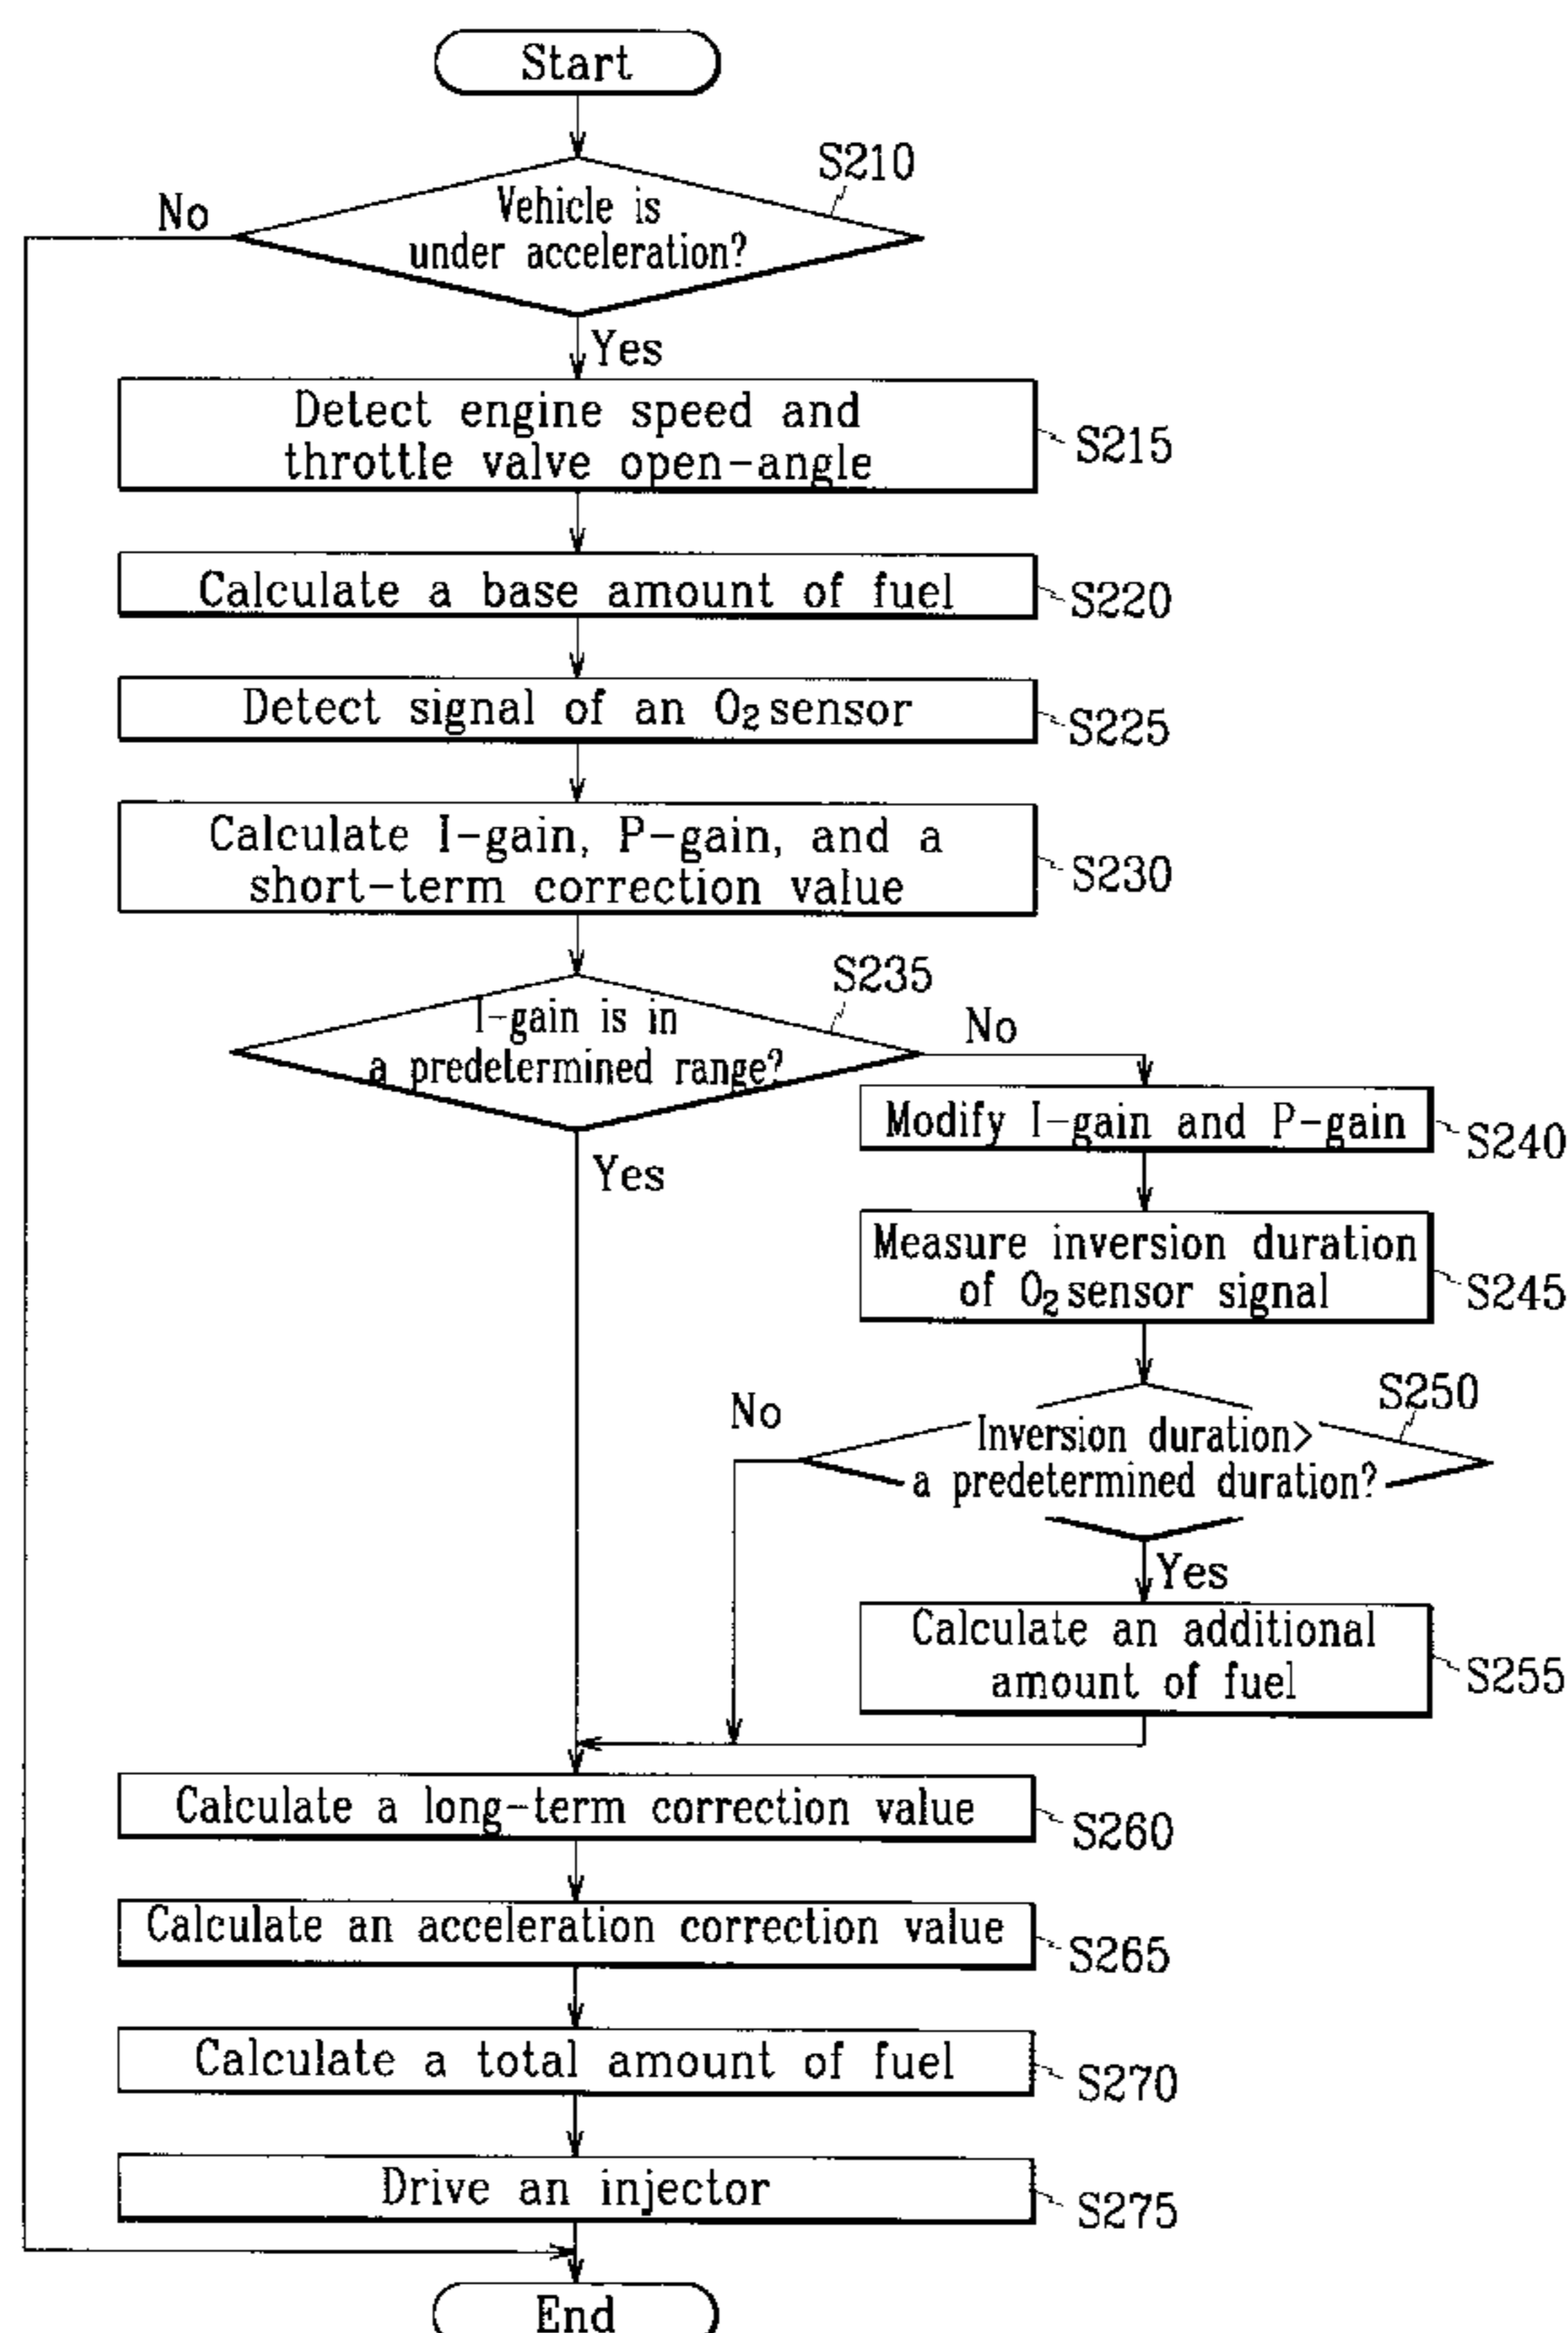 Start
S210
No
Vehicle is
under acceleration?
Yes
Detect engine speed and
throttle valve open-angle
S215
Calculate a base amount of fuel
S220
Detect signal of an O₂ sensor
S225
Calculate I-gain, P-gain, and a
short-term correction value
S230
S235
I-gain is in
a predetermined range?
No
Yes
Modify I-gain and P-gain
S240
Measure inversion duration
of O₂ sensor signal
S245
S250
No
Inversion duration>
a predetermined duration?
Yes
Calculate an additional
amount of fuel
S255
Calculate a long-term correction value
S260
Calculate an acceleration correction value
S265
Calculate a total amount of fuel
S270
Drive an injector
S275
End